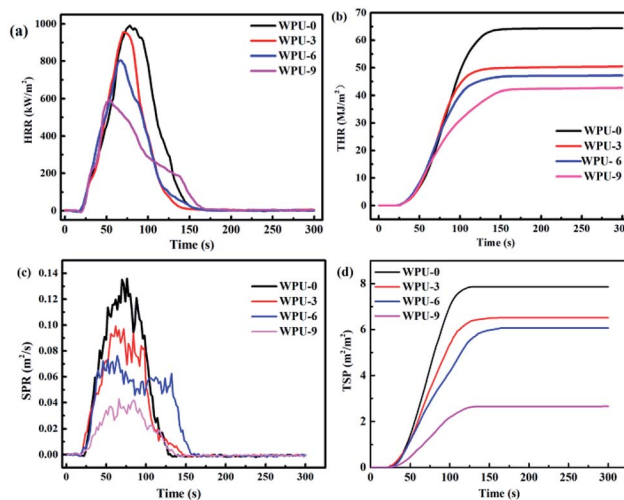 (a)
1000
800
600
400
200
0
HRR (kW/m²)
WPU-0
WPU-3
WPU-6
WPU-9
0 50 100 150 200 250 300
Time (s)
(b)
70
60
50
40
30
20
10
0
THR (MJ/m²)
WPU-0
WPU-3
WPU- 6
WPU-9
0 50 100 150 200 250 300
Time (s)
(c)
0.14
0.12
0.10
0.08
0.06
0.04
0.02
0.00
SPR (m²/s)
WPU-0
WPU-3
WPU-6
WPU-9
0 50 100 150 200 250 300
Time (s)
(d)
8
6
4
2
0
TSP (m²/m²)
WPU-0
WPU-3
WPU-6
WPU-9
0 50 100 150 200 250 300
Time (s)